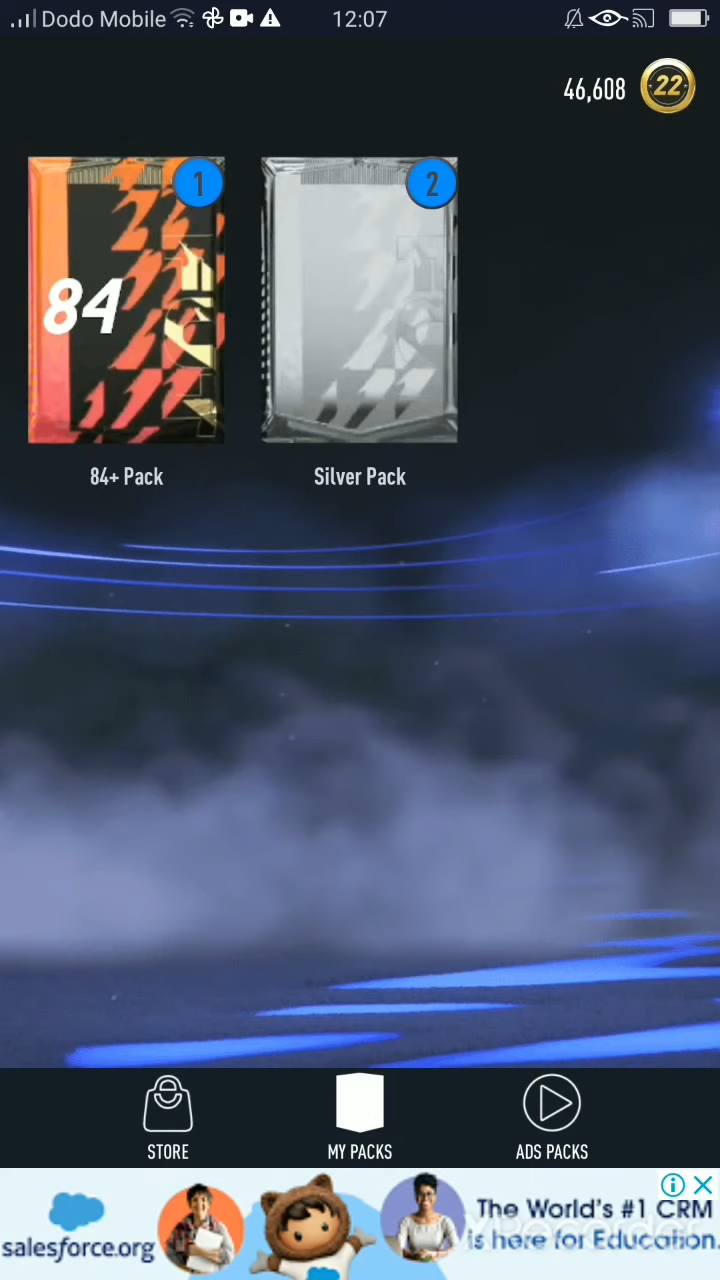 Dodo Mobile 12:07
46,608 22
1 2
84
84+ Pack Silver Pack
STORE MY PACKS ADS PACKS
salesforce.org
The World's #1 CRM
is here for Education.